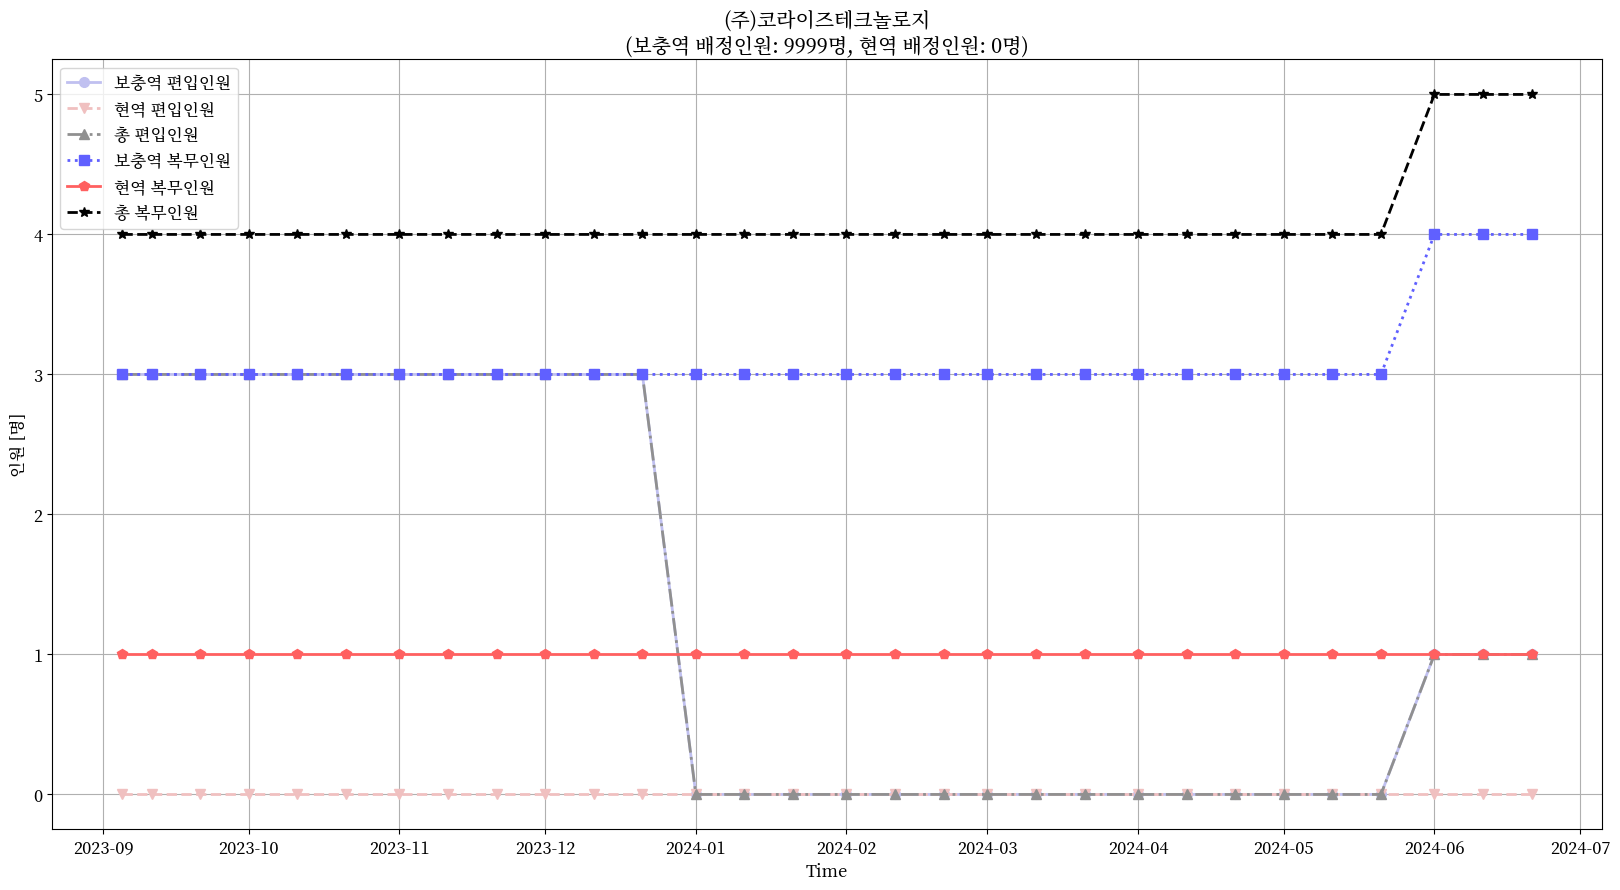 (주)코라이즈테크놀로지
(보충역 배정인원: 9999명, 현역 배정인원: 0명)
보충역 편입인원
현역 편입인원
총 편입인원
보충역 복무인원
현역 복무인원
총 복무인원
인원 [명]
5
4
3
2
1
0
2023-09 2023-10 2023-11 2023-12 2024-01 2024-02 2024-03 2024-04 2024-05 2024-06 2024-07
Time